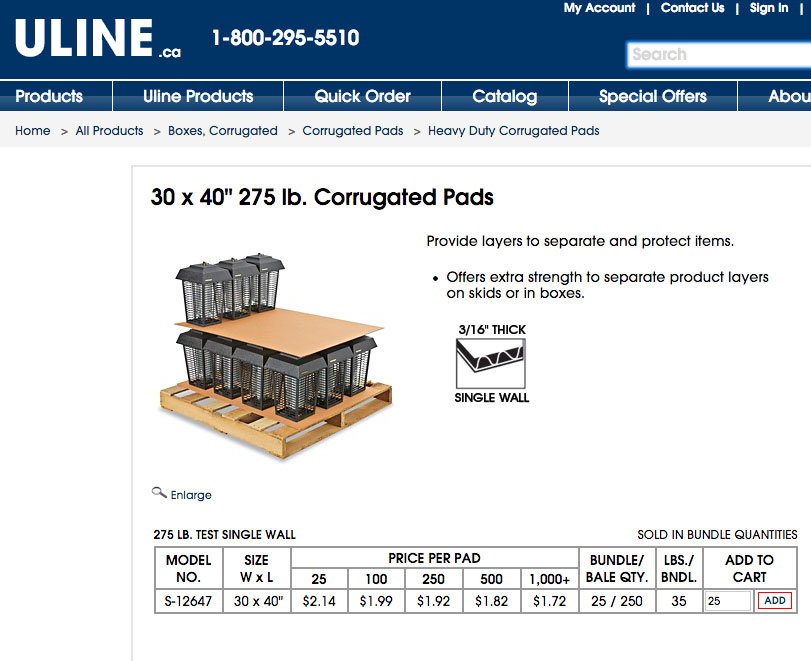 My Account | Contact Us | Sign In |
ULINE.ca 1-800-295-5510
Search
Products Uline Products Quick Order Catalog Special Offers Abou
Home > All Products > Boxes, Corrugated > Corrugated Pads > Heavy Duty Corrugated Pads
30 x 40" 275 lb. Corrugated Pads
Provide layers to separate and protect items.
• Offers extra strength to separate product layers
on skids or in boxes.
3/16" THICK
SINGLE WALL
Enlarge
275 LB. TEST SINGLE WALL SOLD IN BUNDLE QUANTITIES
MODEL NO. SIZE W x L PRICE PER PAD BUNDLE/ BALE QTY. LBS./ BNDL. ADD TO CART
25 100 250 500 1,000+
S-12647 30 x 40" $2.14 $1.99 $1.92 $1.82 $1.72 25 / 250 35 25 ADD